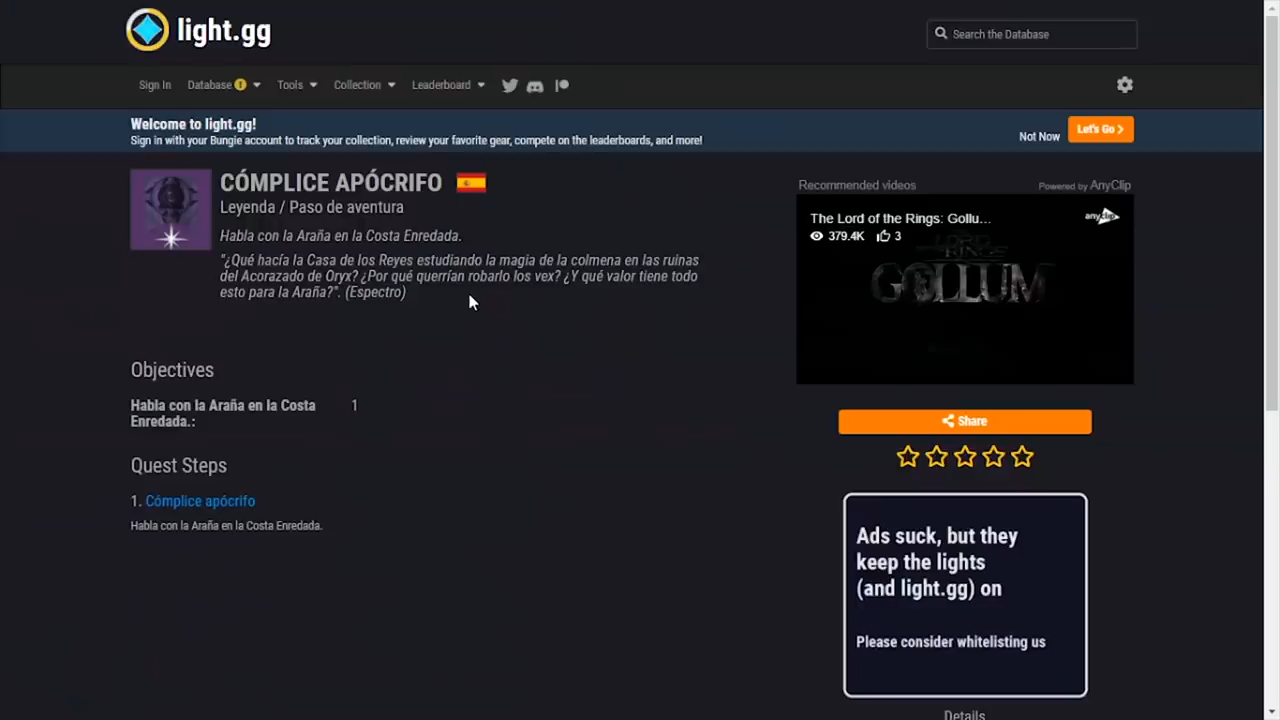 light.gg
Search the Database
Sign In Database ! Tools Collection Leaderboard
Welcome to light.gg!
Sign in with your Bungie account to track your collection, review your favorite gear, compete on the leaderboards, and more!
Not Now
Let's Go
CÓMPLICE APÓCRIFO
Leyenda / Paso de aventura
Habla con la Araña en la Costa Enredada.
"¿Qué hacía la Casa de los Reyes estudiando la magia de la colmena en las ruinas
del Acorazado de Oryx? ¿Por qué querrían robarlo los vex? ¿Y qué valor tiene todo
esto para la Araña?". (Espectro)
Objectives
Habla con la Araña en la Costa 1
Enredada.:
Quest Steps
1. Cómplice apócrifo
Habla con la Araña en la Costa Enredada.
Recommended videos
Powered by AnyClip
The Lord of the Rings: Gollu...
anyclip
379.4K 3
LORD
RINGS
GOLLUM
Share
Ads suck, but they
keep the lights
(and light.gg) on
Please consider whitelisting us
Details